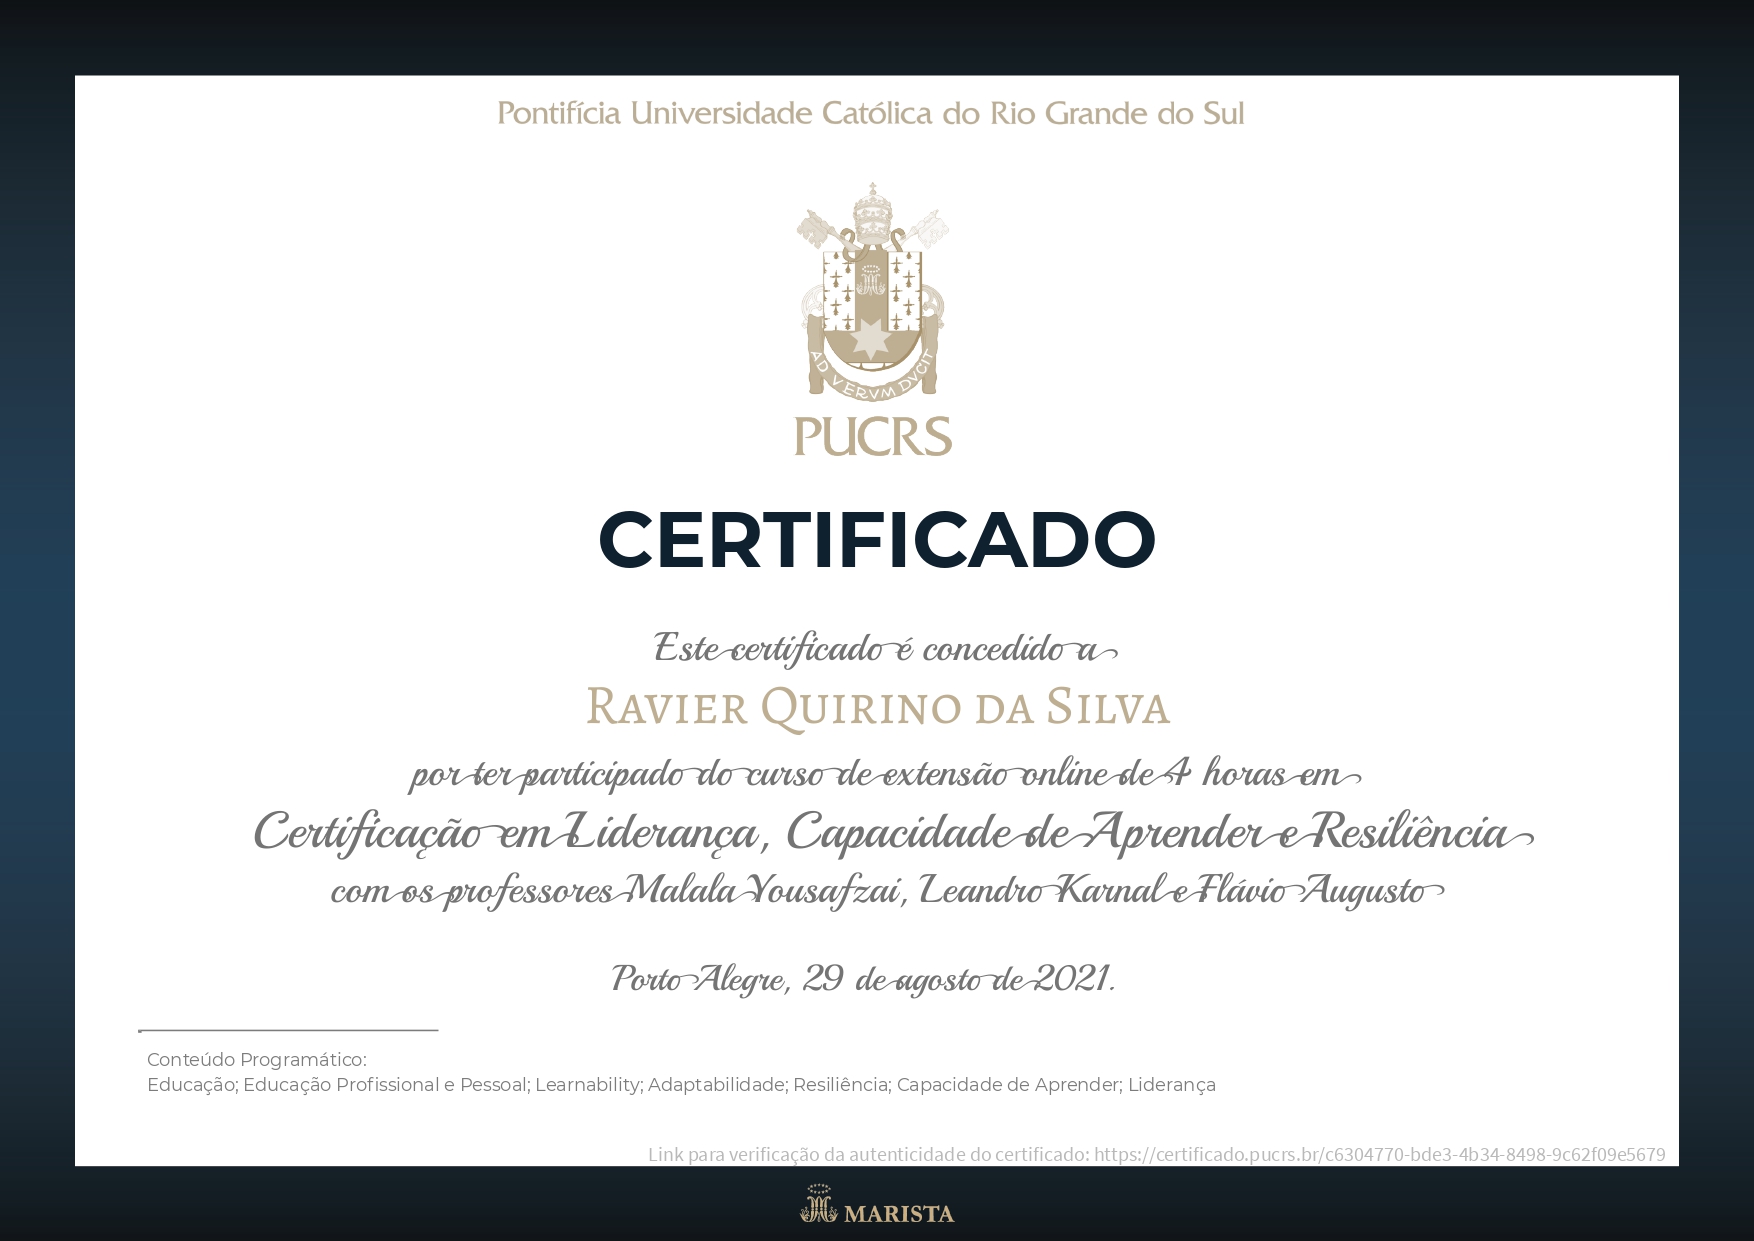 Pontifícia Universidade Católica do Rio Grande do Sul
AD VERVM DVCIT
PUCRS
CERTIFICADO
Este certificado é concedido a
Ravier Quirino da Silva
por ter participado do curso de extensão online de 4 horas em
Certificação em Liderança, Capacidade de Aprender e Resiliência
com os professores Malala Yousafzai, Leandro Karnal e Flávio Augusto
Porto Alegre, 29 de agosto de 2021.
Conteúdo Programático:
Educação; Educação Profissional e Pessoal; Learnability; Adaptabilidade; Resiliência; Capacidade de Aprender; Liderança
Link para verificação da autenticidade do certificado: https://certificado.pucrs.br/c6304770-bde3-4b34-8498-9c62f09e5679
MARISTA